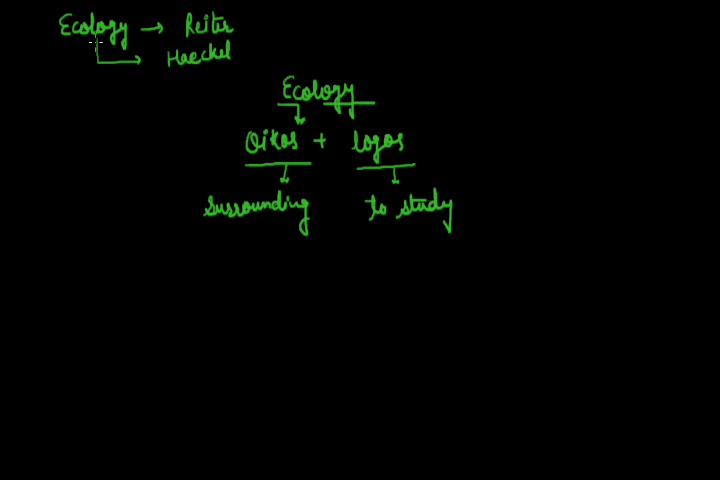 Ecology → Reiter
Haeckel
Ecology
Oikos + logos
Surrounding to study